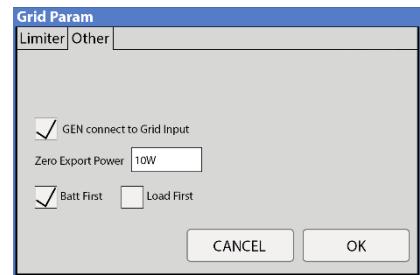 Grid Param
Limiter Other
GEN connect to Grid Input
Zero Export Power 10W
Batt First Load First
CANCEL OK